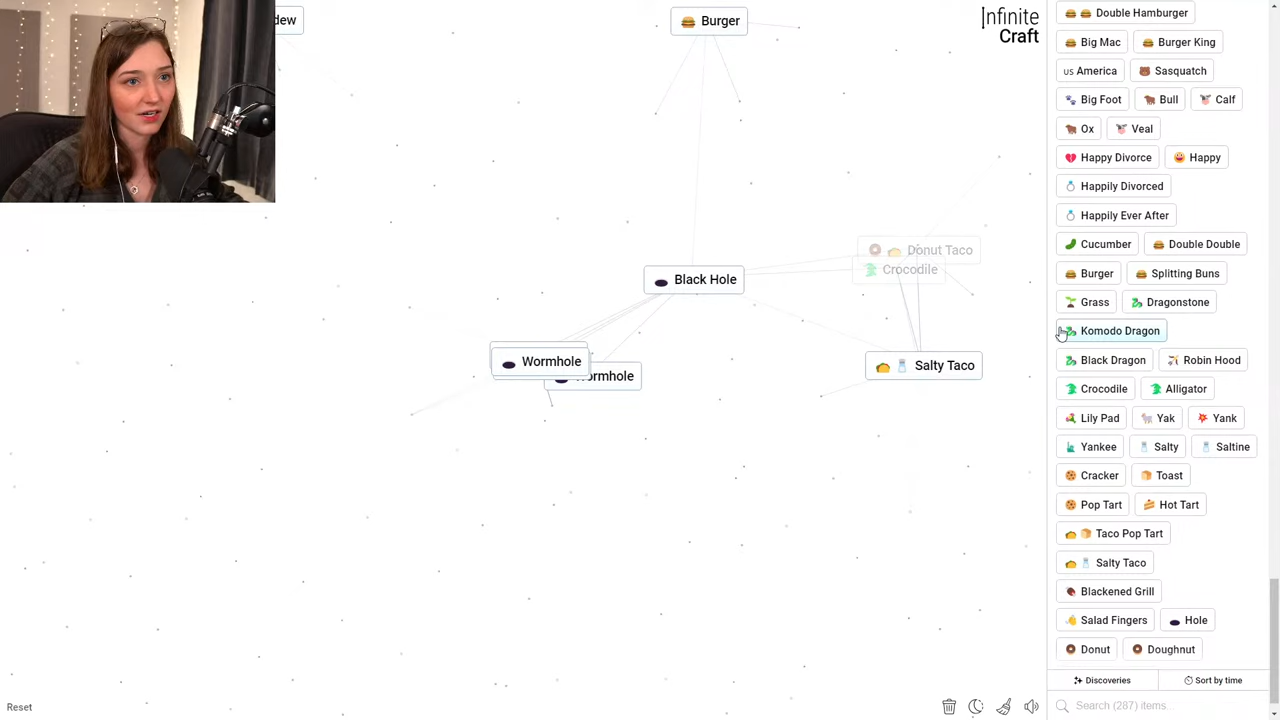 dew
Burger
Infinite
Craft
Black Hole
Donut Taco
Crocodile
Wormhole
Salty Taco
Double Hamburger
Big Mac
Burger King
US America
Sasquatch
Big Foot
Bull
Calf
Ox
Veal
Happy Divorce
Happy
Happily Divorced
Happily Ever After
Cucumber
Double Double
Burger
Splitting Buns
Grass
Dragonstone
Komodo Dragon
Black Dragon
Robin Hood
Crocodile
Alligator
Lily Pad
Yak
Yank
Yankee
Salty
Saltine
Cracker
Toast
Pop Tart
Hot Tart
Taco Pop Tart
Salty Taco
Blackened Grill
Salad Fingers
Hole
Donut
Doughnut
Discoveries
Sort by time
Search (287) items.
Reset